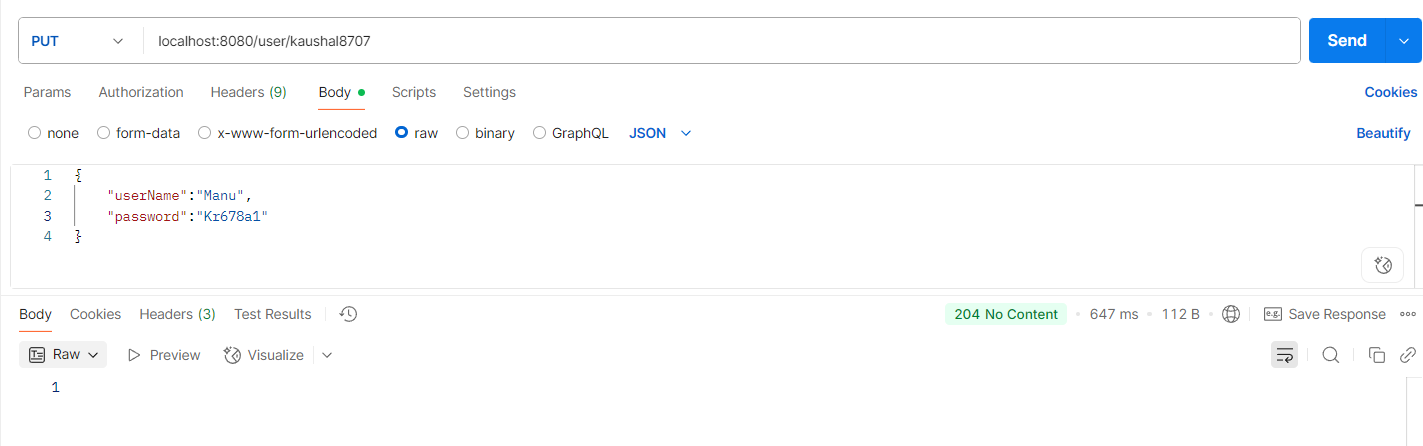 PUT localhost:8080/user/kaushal8707 Send
Params Authorization Headers (9) Body Scripts Settings Cookies
none form-data x-www-form-urlencoded raw binary GraphQL JSON Beautify
1 {
2 "userName":"Manu",
3 "password":"Kr678a1"
4 }
Body Cookies Headers (3) Test Results 204 No Content • 647 ms • 112 B • e.g. Save Response
Raw Preview Visualize
1